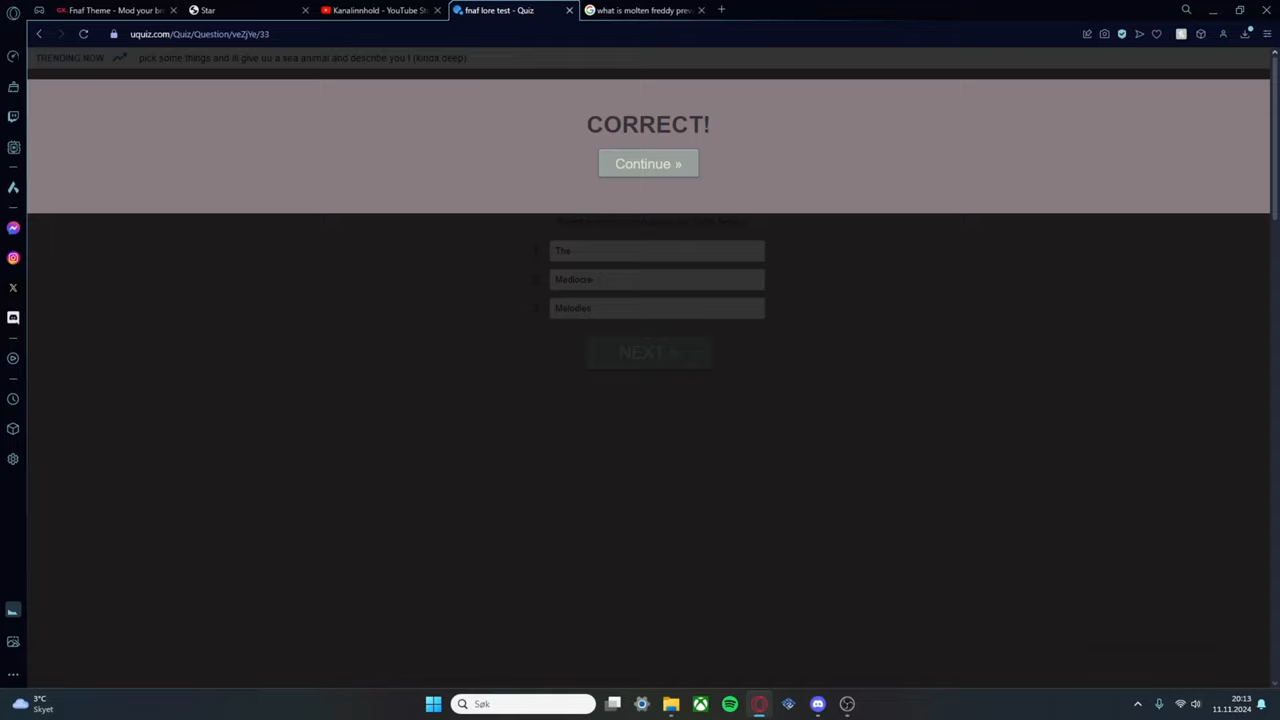 Fnaf Theme - Mod your bro
Star
Kanalinnhold - YouTube St
fnaf lore test - Quiz
what is molten freddy prev
uquiz.com/Quiz/Question/veZjYe/33
TRENDING NOW
pick some things and ill give uu a sea animal and describe you ! (kinda deep)
CORRECT!
Continue »
The
Mediocre
Melodies
NEXT »
3°C
Skyet
Søk
20:13
11.11.2024